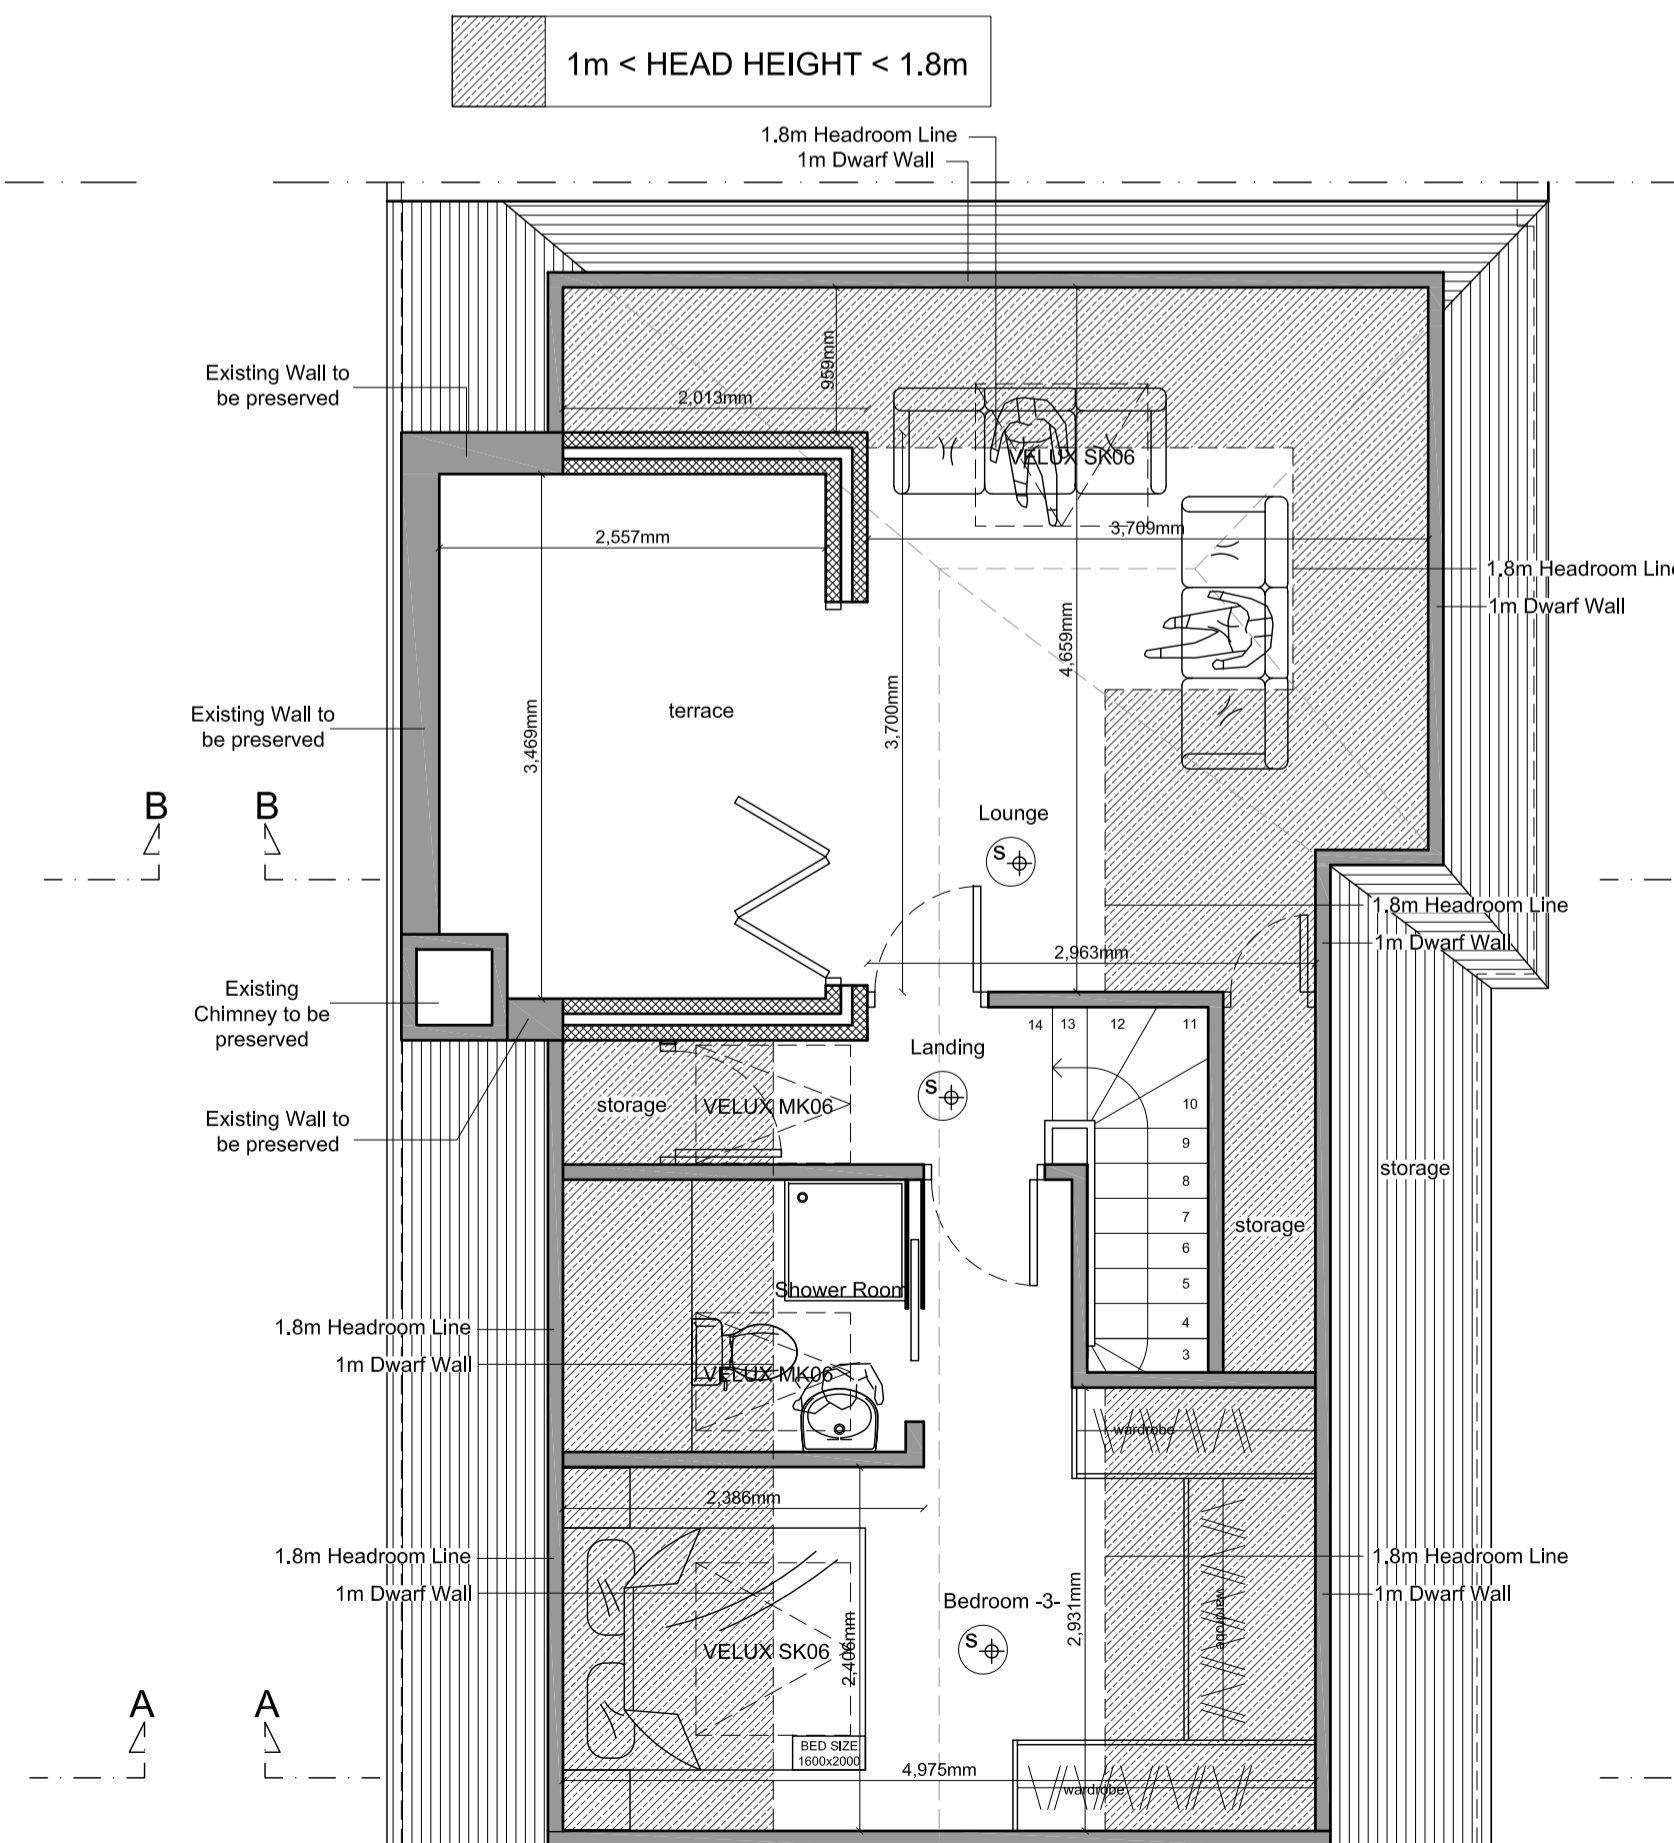 1m < HEAD HEIGHT < 1.8m
1.8m Headroom Line
1m Dwarf Wall
Existing Wall to
be preserved
959mm
2,013mm
VELUX SK06
2,557mm
3,709mm
1.8m Headroom Line
1m Dwarf Wall
4,659mm
3,700mm
3,469mm
terrace
Existing Wall to
be preserved
B
B
Lounge
S
1.8m Headroom Line
1m Dwarf Wall
2,963mm
Existing
Chimney to be
preserved
14
13
12
11
10
9
8
7
6
5
4
3
Landing
S
storage
VELUX MK06
Existing Wall to
be preserved
storage
storage
Shower Room
1.8m Headroom Line
1m Dwarf Wall
VELUX MK06
wardrobe
2,386mm
1.8m Headroom Line
1m Dwarf Wall
1.8m Headroom Line
1m Dwarf Wall
Bedroom -3-
S
2,931mm
2,406mm
wardrobe
VELUX SK06
A
A
BED SIZE
1600x2000
4,975mm
wardrobe